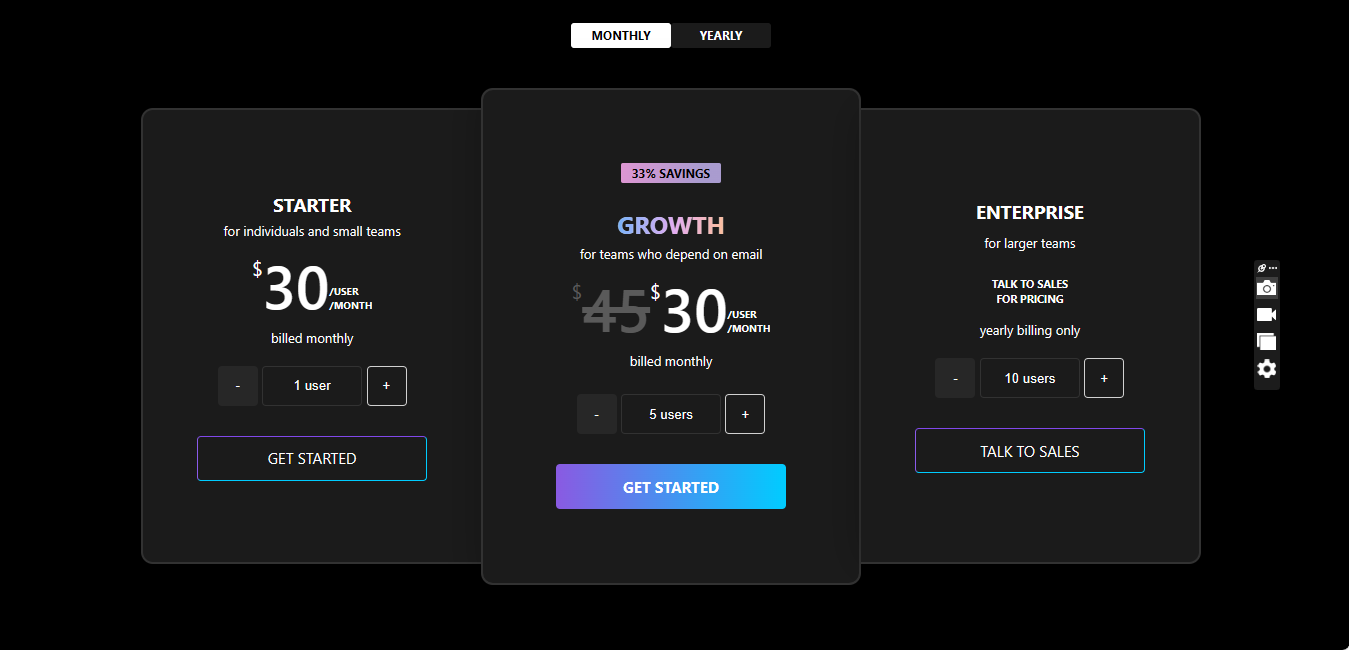 MONTHLY YEARLY
STARTER
for individuals and small teams
$30/USER
/MONTH
billed monthly
- 1 user +
GET STARTED
33% SAVINGS
GROWTH
for teams who depend on email
$45 $30/USER
/MONTH
billed monthly
- 5 users +
GET STARTED
ENTERPRISE
for larger teams
TALK TO SALES
FOR PRICING
yearly billing only
- 10 users +
TALK TO SALES